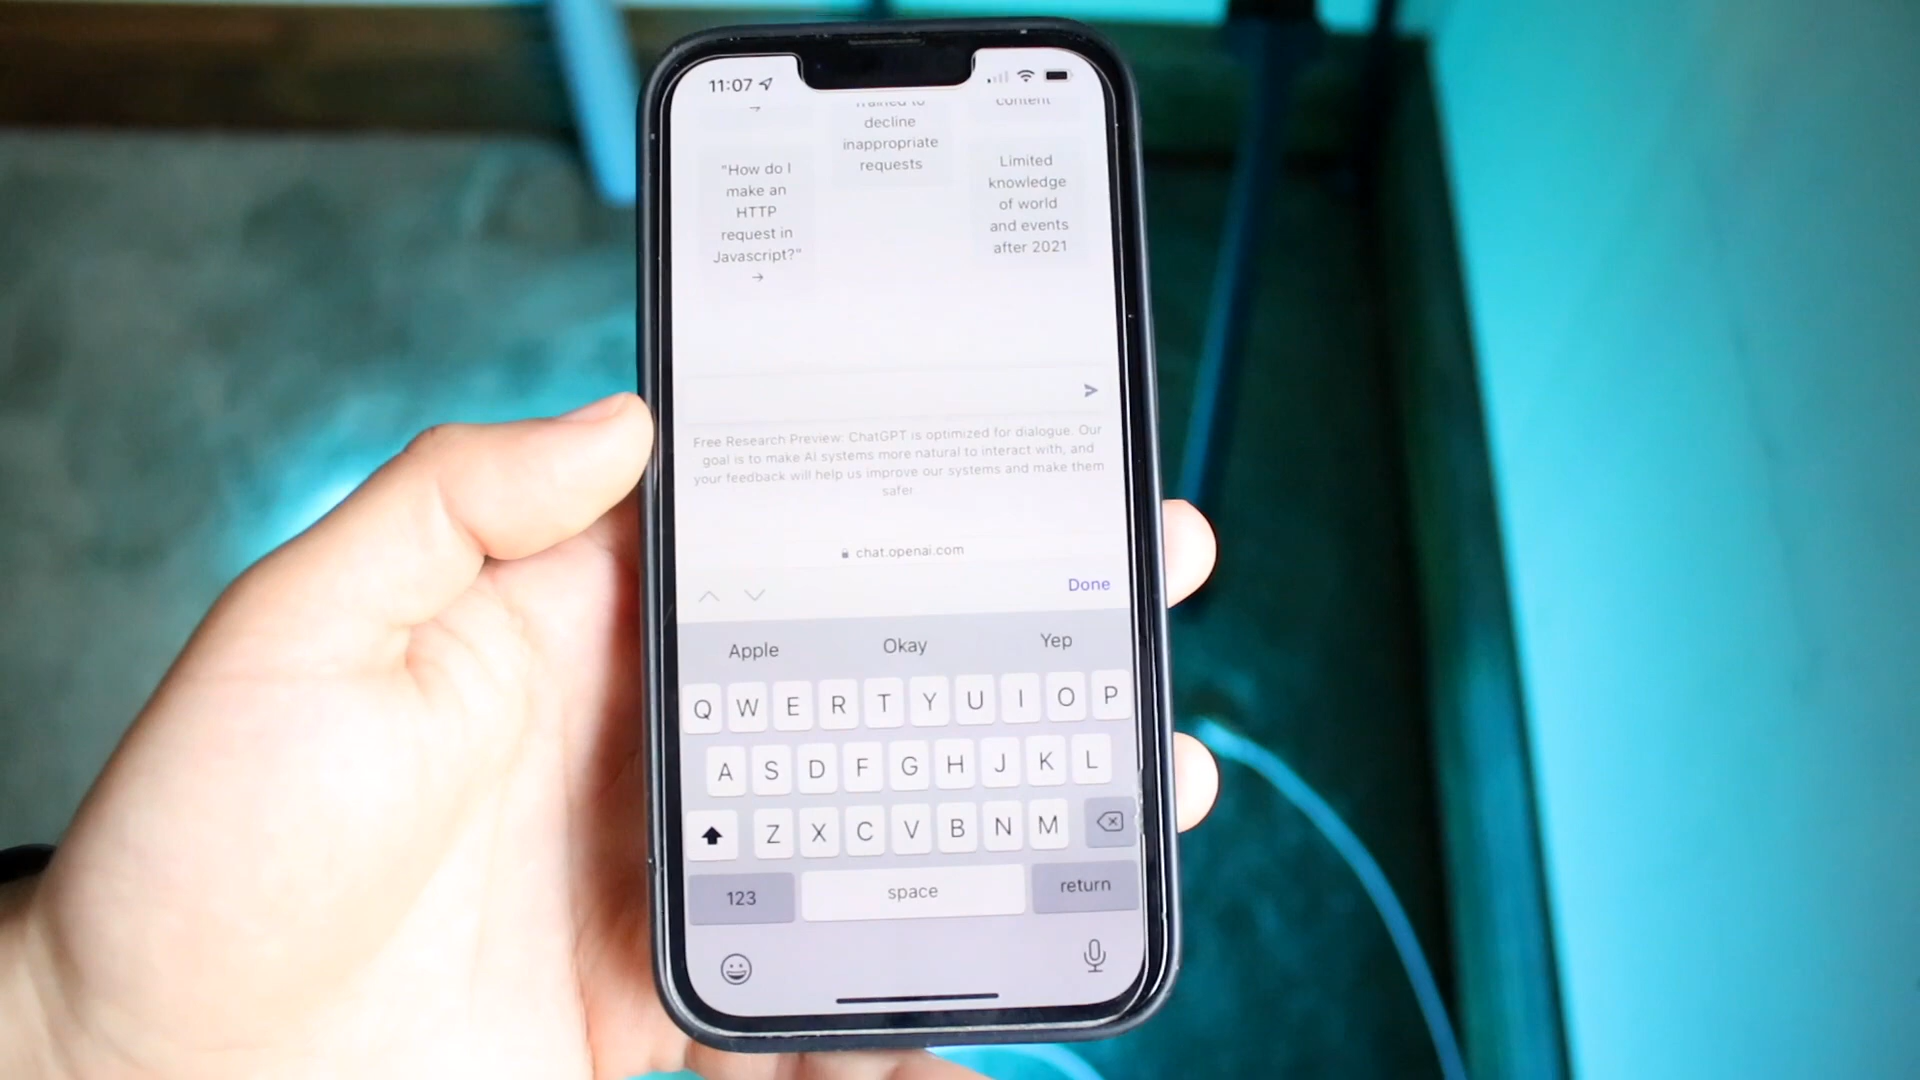 11:07
"How do I
make an
HTTP
request in
Javascript?"
→
Trained to
decline
inappropriate
requests
content
Limited
knowledge
of world
and events
after 2021
Free Research Preview: ChatGPT is optimized for dialogue. Our
goal is to make AI systems more natural to interact with, and
your feedback will help us improve our systems and make them
safer.
chat.openai.com
Done
Apple Okay Yep
Q W E R T Y U I O P
A S D F G H J K L
Z X C V B N M
123 space return